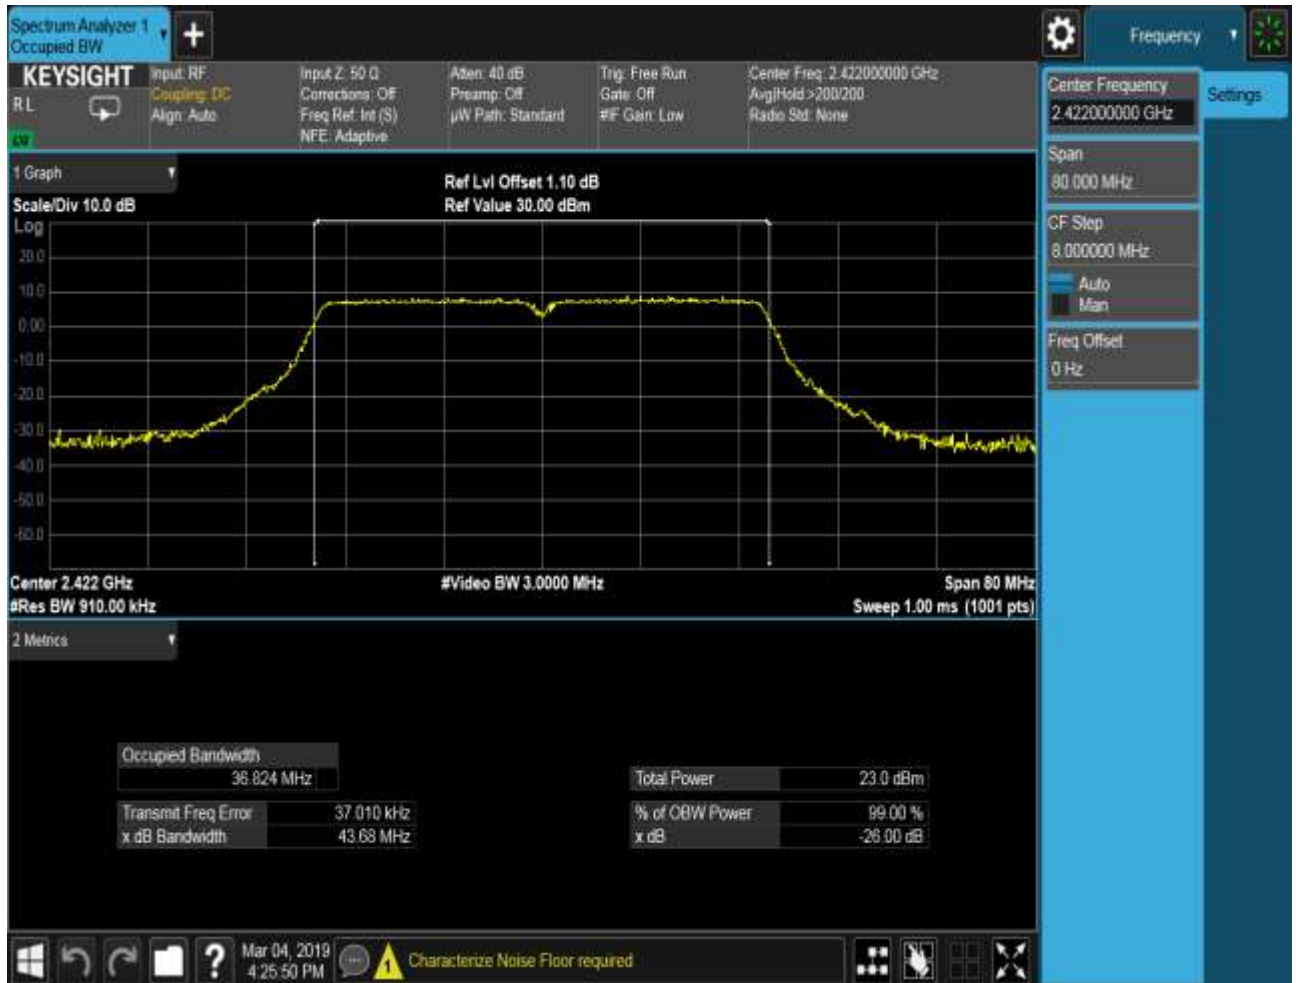 Spectrum Analyzer 1
Occupied BW
Frequency
KEYSIGHT
R L
Input: RF
Coupling: DC
Align: Auto
Input Z: 50 Ω
Corrections: Off
Freq Ref: Int (S)
NFE: Adaptive
Atten: 40 dB
Preamp: Off
µW Path: Standard
Trig: Free Run
Gate: Off
#IF Gain: Low
Center Freq: 2.422000000 GHz
Avg|Hold:>200/200
Radio Std: None
Center Frequency
2.422000000 GHz
Settings
Span
80.000 MHz
CF Step
8.000000 MHz
Auto
Man
Freq Offset
0 Hz
1 Graph
Scale/Div 10.0 dB
Ref Lvl Offset 1.10 dB
Ref Value 30.00 dBm
Log
20.0
10.0
0.00
-10.0
-20.0
-30.0
-40.0
-50.0
-60.0
Center 2.422 GHz
#Video BW 3.0000 MHz
Span 80 MHz
#Res BW 910.00 kHz
Sweep 1.00 ms (1001 pts)
2 Metrics
Occupied Bandwidth
36.824 MHz
Total Power 23.0 dBm
Transmit Freq Error 37.010 kHz
% of OBW Power 99.00 %
x dB Bandwidth 43.68 MHz
x dB -26.00 dB
?
Mar 04, 2019
4:25:50 PM
1
Characterize Noise Floor required